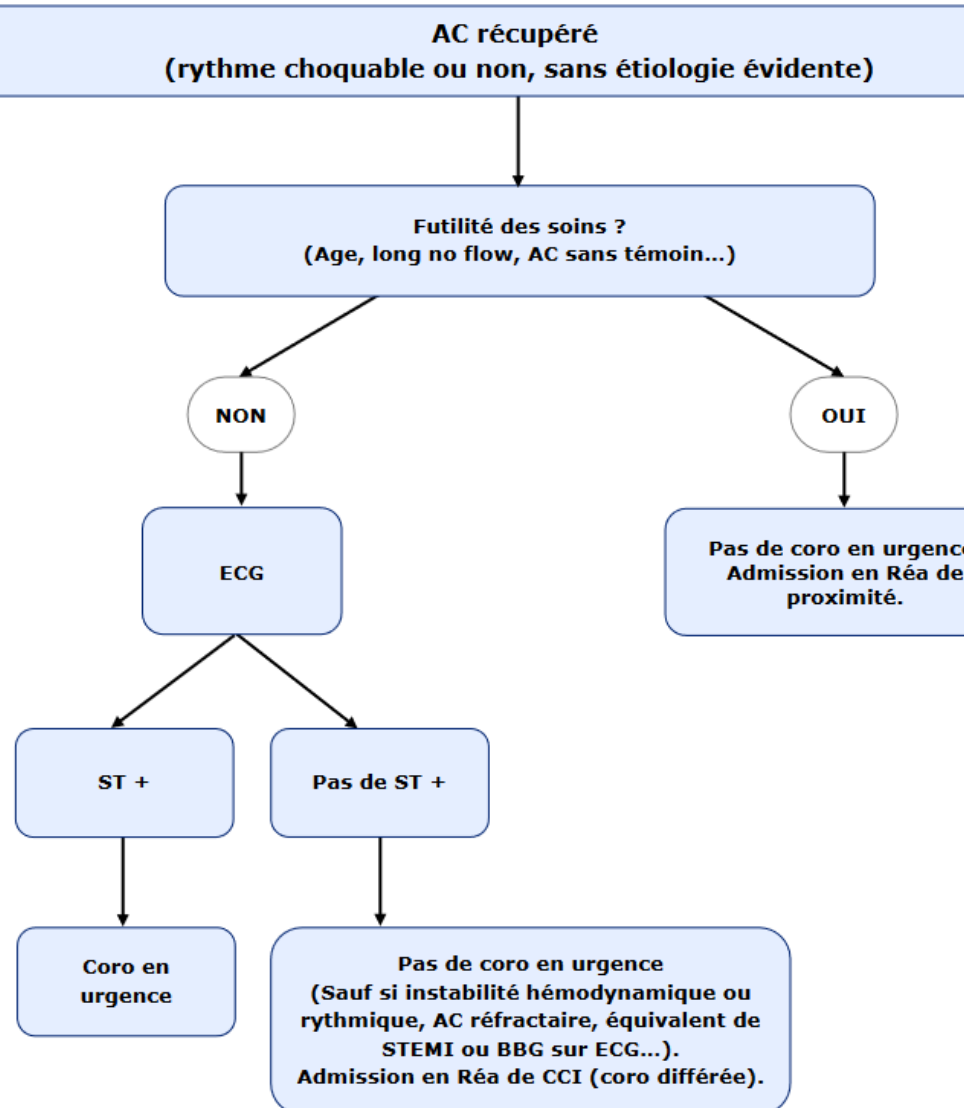 AC récupéré
(rythme choquable ou non, sans étiologie évidente)
Futilité des soins ?
(Age, long no flow, AC sans témoin...)
NON
OUI
ECG
Pas de coro en urgence
Admission en Réa de
proximité.
ST +
Pas de ST +
Coro en
urgence
Pas de coro en urgence
(Sauf si instabilité hémodynamique ou
rythmique, AC réfractaire, équivalent de
STEMI ou BBG sur ECG...).
Admission en Réa de CCI (coro différée).